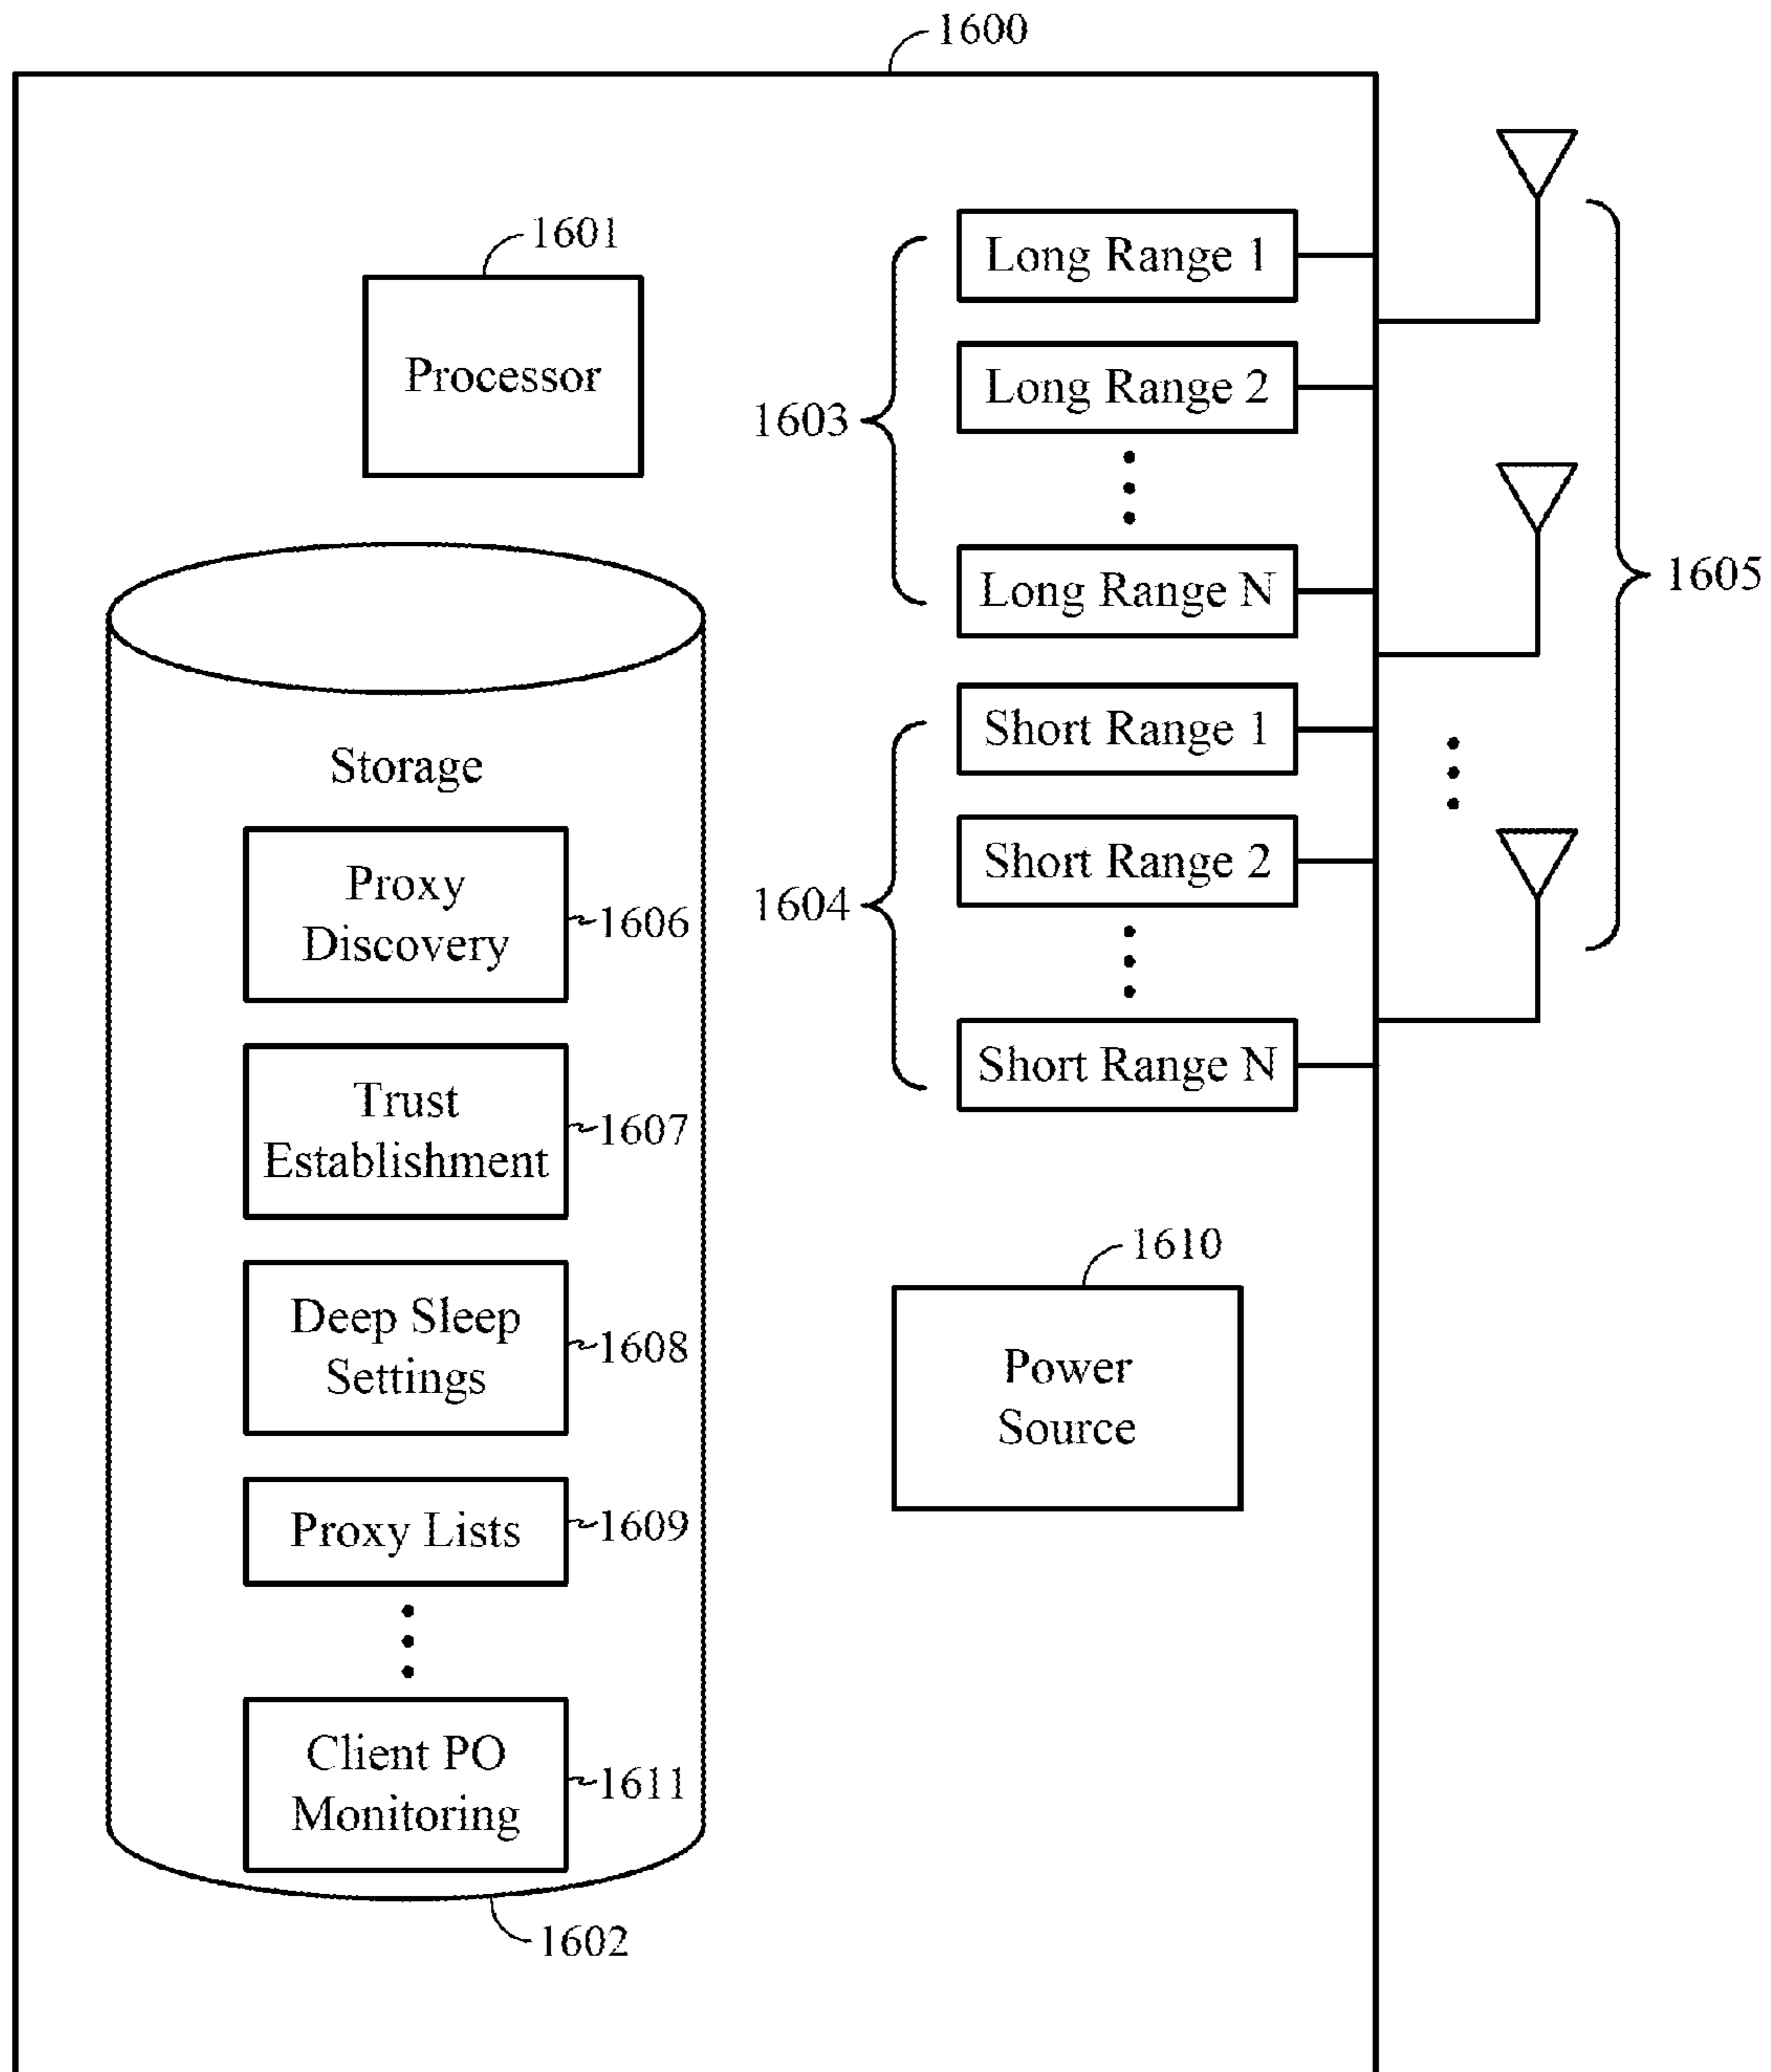 1600
1601
Processor
1603
Long Range 1
Long Range 2
Long Range N
1605
1604
Short Range 1
Short Range 2
Short Range N
Storage
Proxy
Discovery
1606
Trust
Establishment
1607
Deep Sleep
Settings
1608
Proxy Lists
1609
Client PO
Monitoring
1611
1602
1610
Power
Source